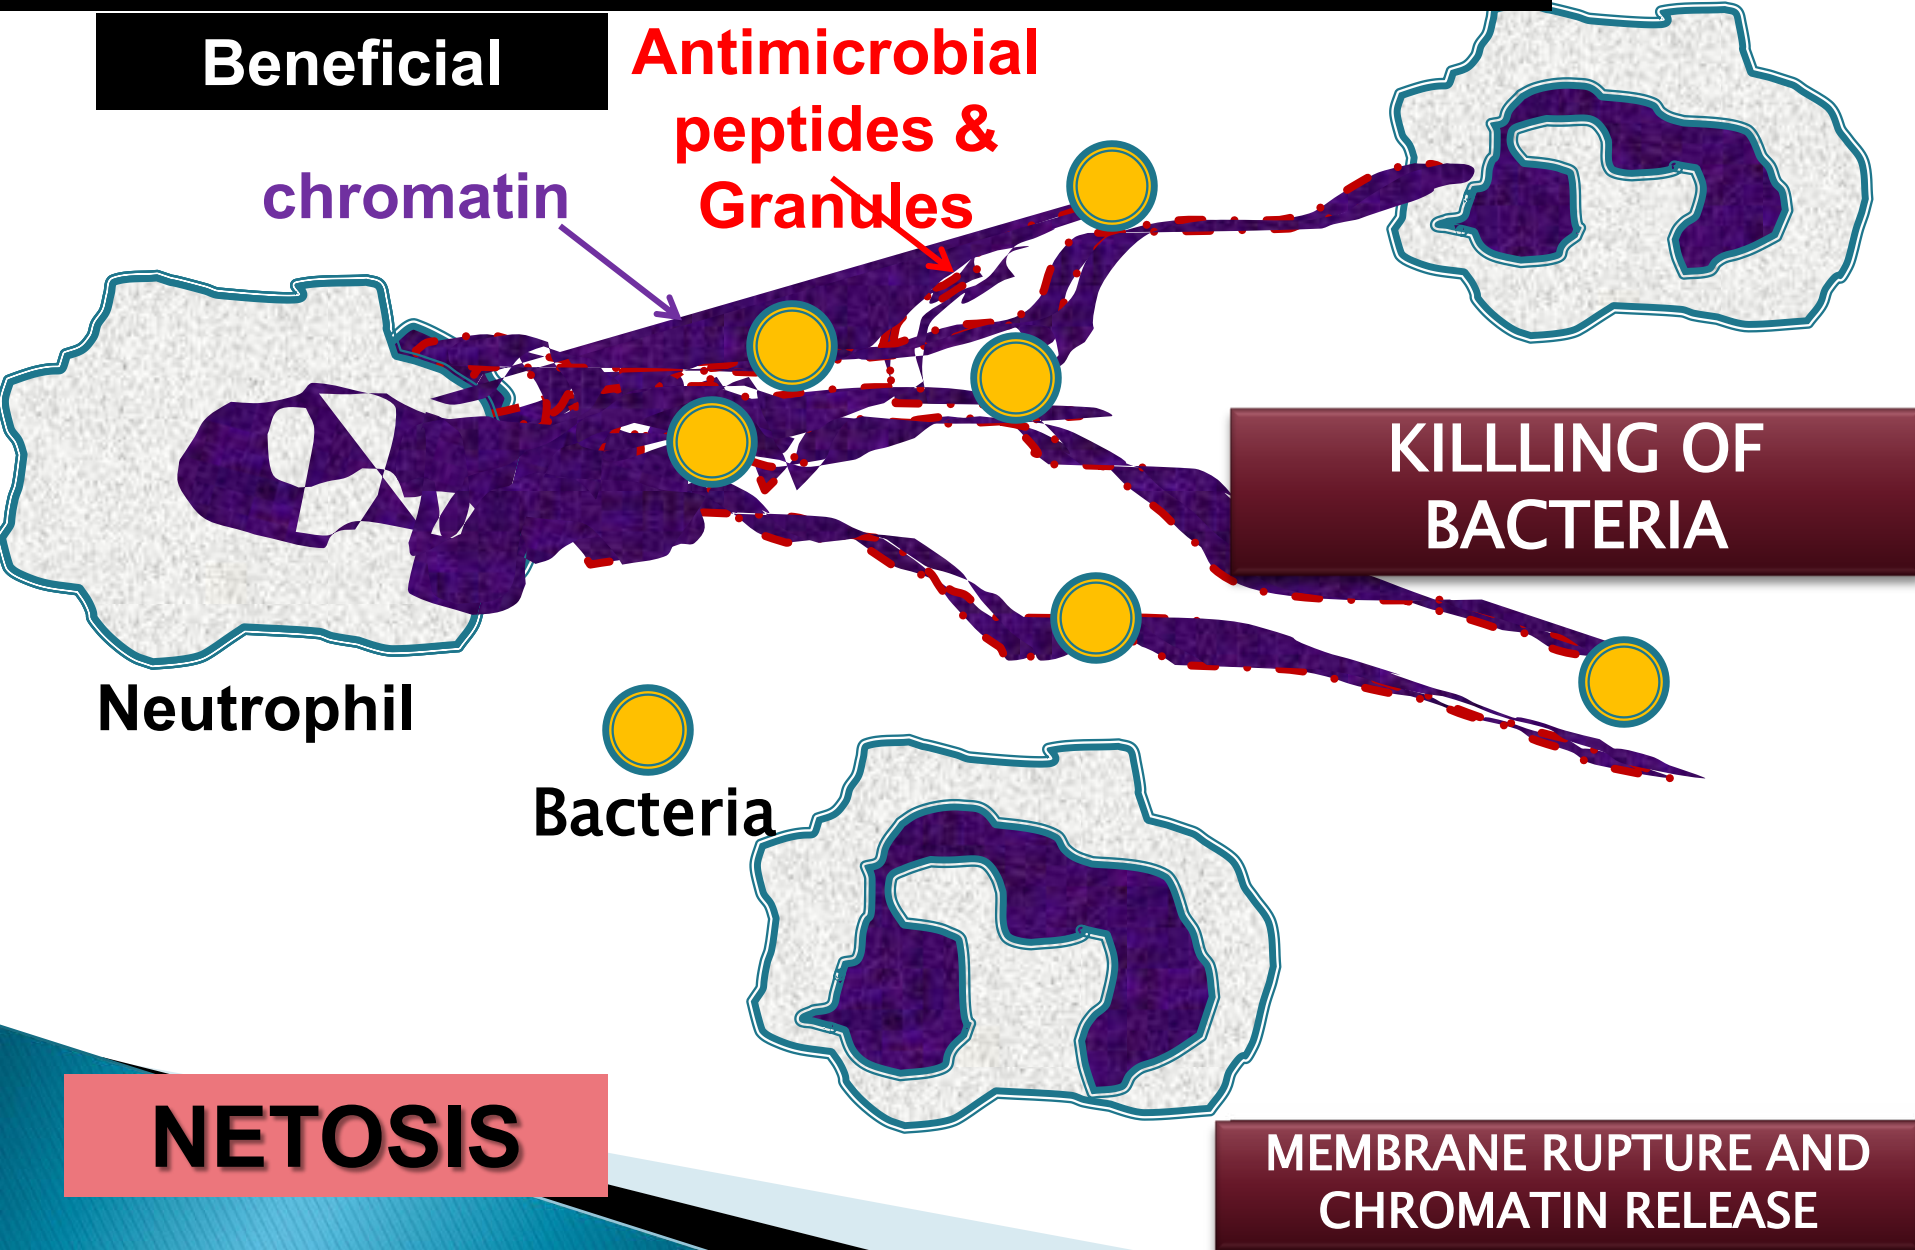 Beneficial
Antimicrobial
peptides &
Granules
chromatin
KILLLING OF
BACTERIA
Neutrophil
Bacteria
NETOSIS
MEMBRANE RUPTURE AND
CHROMATIN RELEASE